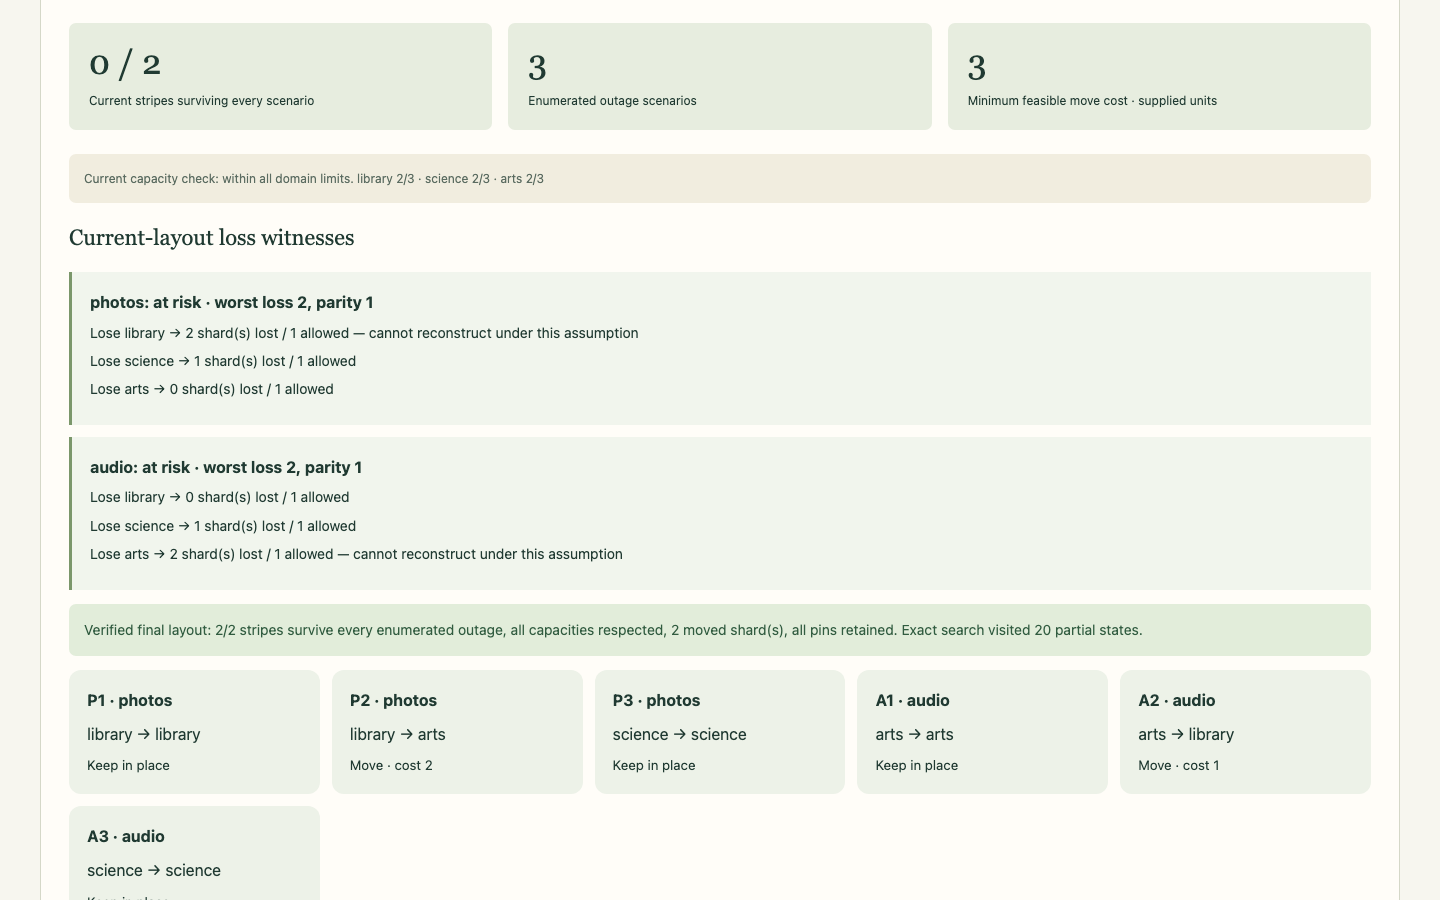 0 / 2
Current stripes surviving every scenario
3
Enumerated outage scenarios
3
Minimum feasible move cost · supplied units
Current capacity check: within all domain limits. library 2/3 · science 2/3 · arts 2/3
Current-layout loss witnesses
photos: at risk · worst loss 2, parity 1
Lose library → 2 shard(s) lost / 1 allowed — cannot reconstruct under this assumption
Lose science → 1 shard(s) lost / 1 allowed
Lose arts → 0 shard(s) lost / 1 allowed
audio: at risk · worst loss 2, parity 1
Lose library → 0 shard(s) lost / 1 allowed
Lose science → 1 shard(s) lost / 1 allowed
Lose arts → 2 shard(s) lost / 1 allowed — cannot reconstruct under this assumption
Verified final layout: 2/2 stripes survive every enumerated outage, all capacities respected, 2 moved shard(s), all pins retained. Exact search visited 20 partial states.
P1 · photos
library → library
Keep in place
P2 · photos
library → arts
Move · cost 2
P3 · photos
science → science
Keep in place
A1 · audio
arts → arts
Keep in place
A2 · audio
arts → library
Move · cost 1
A3 · audio
science → science